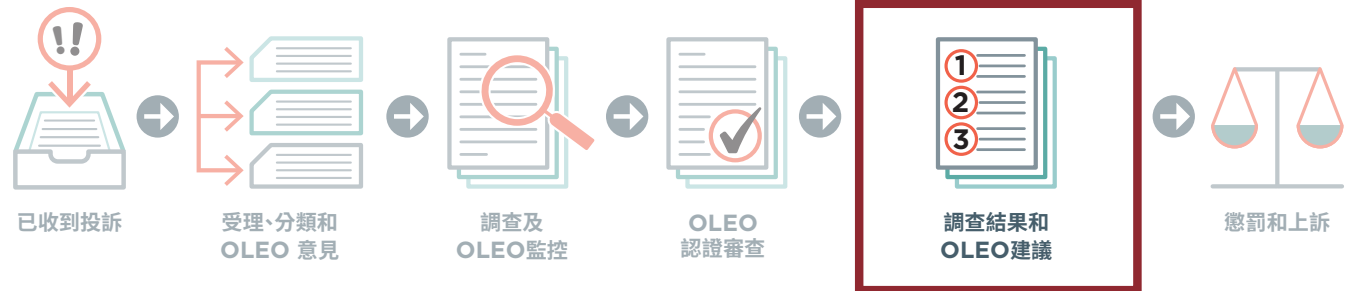 !!
1
2
3
已收到投訴
受理、分類和
OLEO 意見
調查及
OLEO監控
OLEO
認證審查
調查結果和
OLEO建議
懲罰和上訴